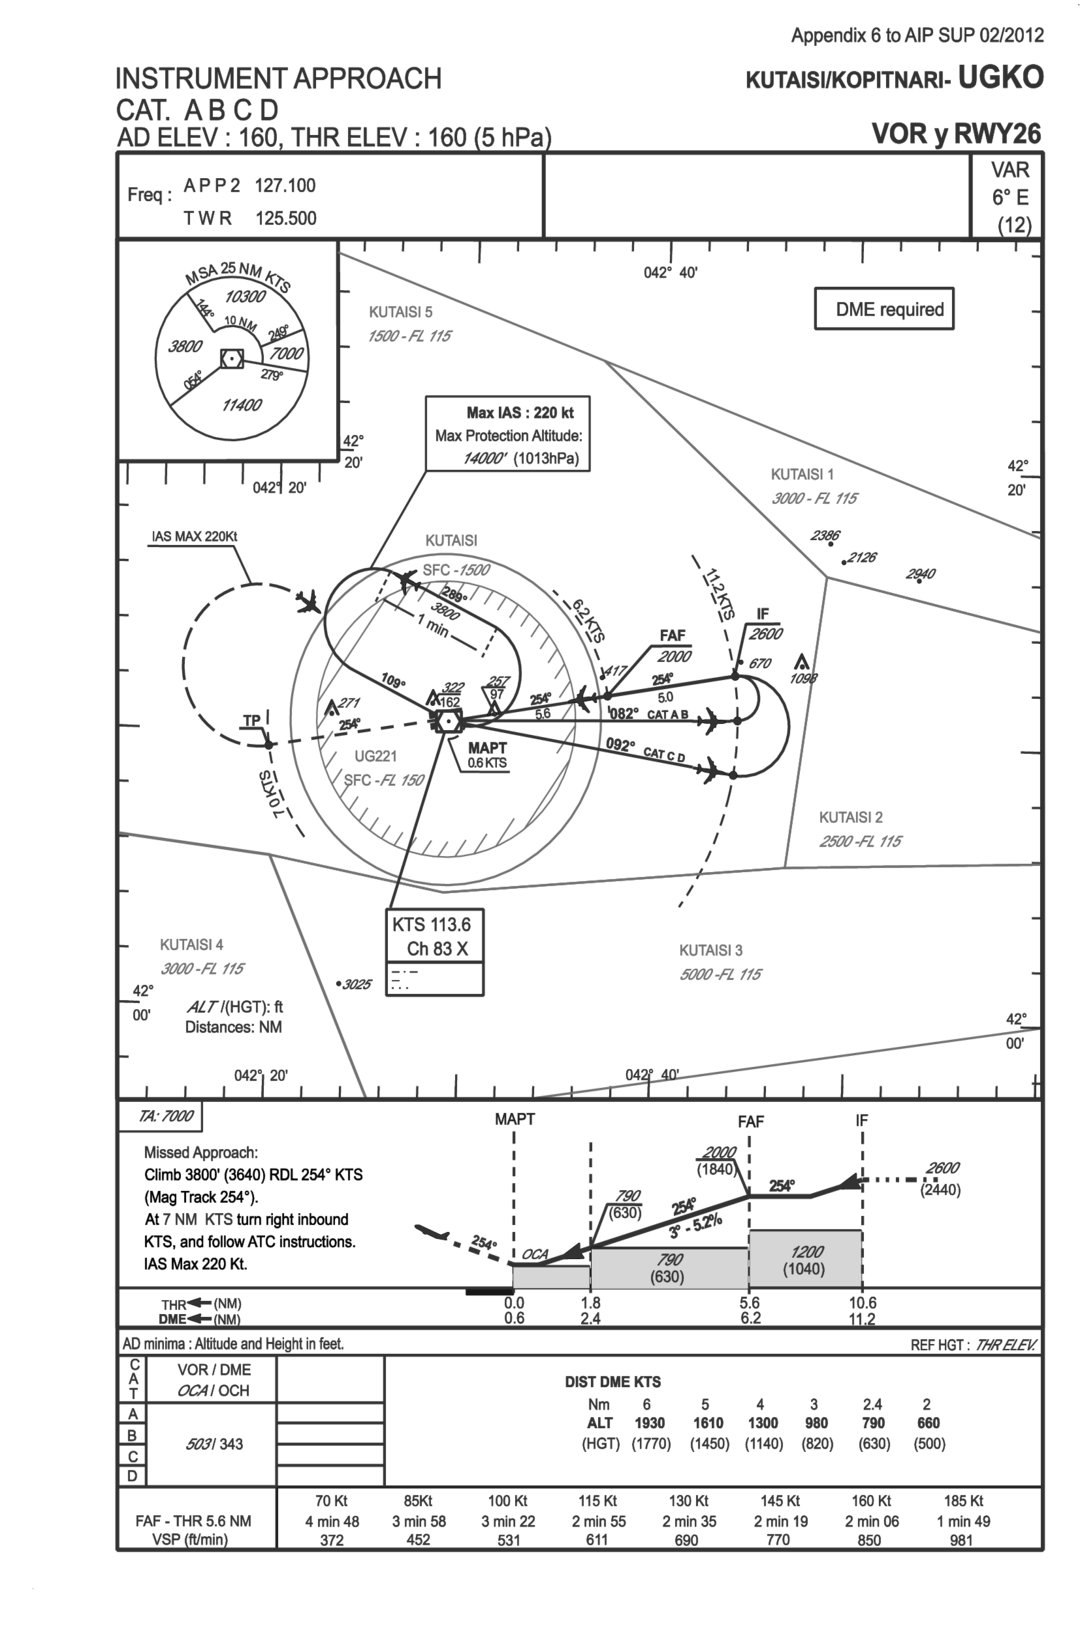 Appendix 6 to AIP SUP 02/2012
INSTRUMENT APPROACH
CAT. A B C D
AD ELEV : 160, THR ELEV : 160 (5 hPa)
KUTAISI/KOPITNARI- UGKO
VOR y RWY26
Freq : APP2 127.100
TWR 125.500
VAR
6° E
(12)
MSA 25 NM KTS
10300
144°
10 NM
249°
3800
7000
279°
054°
11400
042° 40'
KUTAISI 5
1500 - FL 115
DME required
42°
20'
042° 20'
Max IAS : 220 kt
Max Protection Altitude:
14000' (1013hPa)
42°
20'
KUTAISI 1
3000 - FL 115
2386
2126
2940
IAS MAX 220Kt
KUTAISI
SFC -1500
289°
3800
1 min
109°
6.2 KTS
11.2 KTS
IF
2600
FAF
2000
670
1098
417
254°
5.0
254°
5.6
082° CAT A B
092° CAT C D
322
162
257
97
271
254°
TP
7.0 KTS
MAPT
0.6 KTS
UG221
SFC - FL 150
KUTAISI 2
2500 -FL 115
KTS 113.6
Ch 83 X
KUTAISI 4
3000 -FL 115
3025
KUTAISI 3
5000 -FL 115
42°
00'
ALT /(HGT): ft
Distances: NM
42°
00'
042° 20'
042° 40'
TA: 7000
Missed Approach:
Climb 3800' (3640) RDL 254° KTS
(Mag Track 254°).
At 7 NM KTS turn right inbound
KTS, and follow ATC instructions.
IAS Max 220 Kt.
MAPT
FAF
IF
2000
(1840)
254°
2600
(2440)
790
(630)
254°
3° - 5.2%
254°
OCA
790
(630)
1200
(1040)
THR (NM) 0.0 1.8 5.6 10.6
DME (NM) 0.6 2.4 6.2 11.2
AD minima : Altitude and Height in feet.
REF HGT : THR ELEV.
CAT
VOR / DME
OCA / OCH
A
B
C
D
503/ 343
DIST DME KTS
Nm 6 5 4 3 2.4 2
ALT 1930 1610 1300 980 790 660
(HGT) (1770) (1450) (1140) (820) (630) (500)
70 Kt 85Kt 100 Kt 115 Kt 130 Kt 145 Kt 160 Kt 185 Kt
FAF - THR 5.6 NM 4 min 48 3 min 58 3 min 22 2 min 55 2 min 35 2 min 19 2 min 06 1 min 49
VSP (ft/min) 372 452 531 611 690 770 850 981